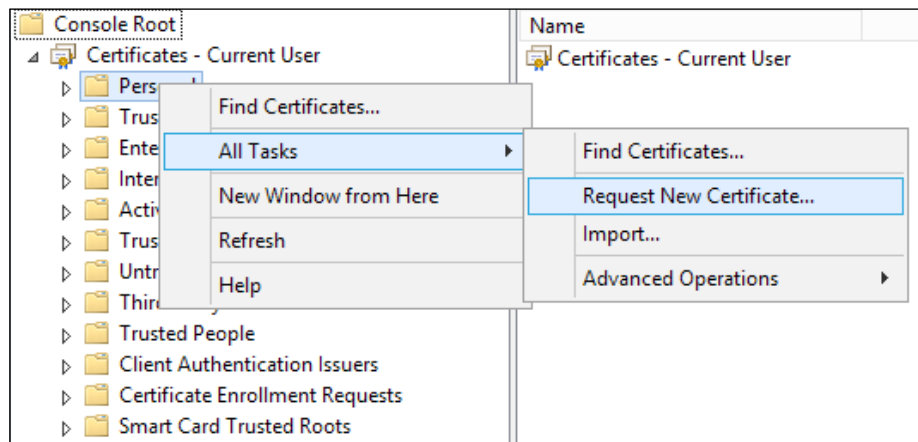 Console Root
Name
Certificates - Current User
Certificates - Current User
Find Certificates...
All Tasks
New Window from Here
Refresh
Help
Find Certificates...
Request New Certificate...
Import...
Advanced Operations
Trusted People
Client Authentication Issuers
Certificate Enrollment Requests
Smart Card Trusted Roots